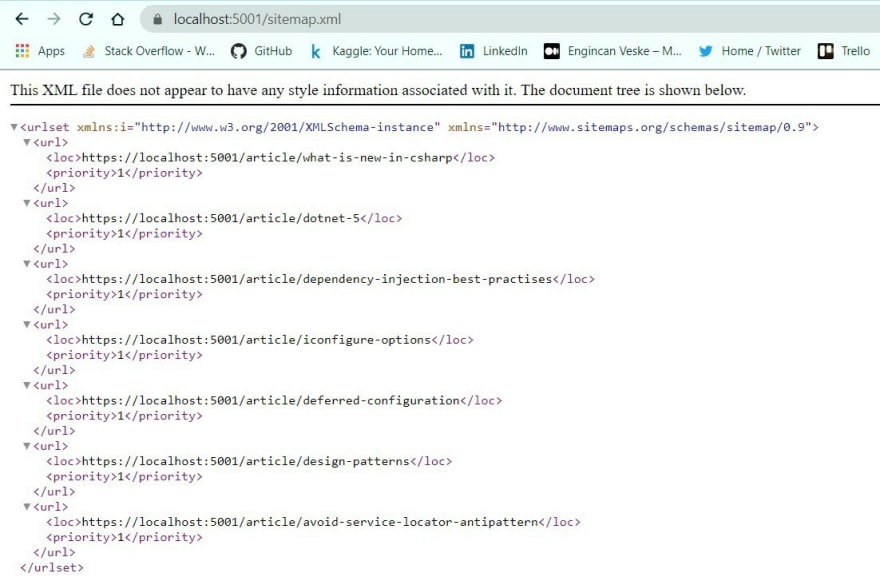 localhost:5001/sitemap.xml
Apps Stack Overflow - W... GitHub Kaggle: Your Home... LinkedIn Engincan Veske – M... Home / Twitter Trello
This XML file does not appear to have any style information associated with it. The document tree is shown below.
▼<urlset xmlns:i="http://www.w3.org/2001/XMLSchema-instance" xmlns="http://www.sitemaps.org/schemas/sitemap/0.9">
▼<url>
<loc>https://localhost:5001/article/what-is-new-in-csharp</loc>
<priority>1</priority>
</url>
▼<url>
<loc>https://localhost:5001/article/dotnet-5</loc>
<priority>1</priority>
</url>
▼<url>
<loc>https://localhost:5001/article/dependency-injection-best-practises</loc>
<priority>1</priority>
</url>
▼<url>
<loc>https://localhost:5001/article/iconfigure-options</loc>
<priority>1</priority>
</url>
▼<url>
<loc>https://localhost:5001/article/deferred-configuration</loc>
<priority>1</priority>
</url>
▼<url>
<loc>https://localhost:5001/article/design-patterns</loc>
<priority>1</priority>
</url>
▼<url>
<loc>https://localhost:5001/article/avoid-service-locator-antipattern</loc>
<priority>1</priority>
</url>
</urlset>